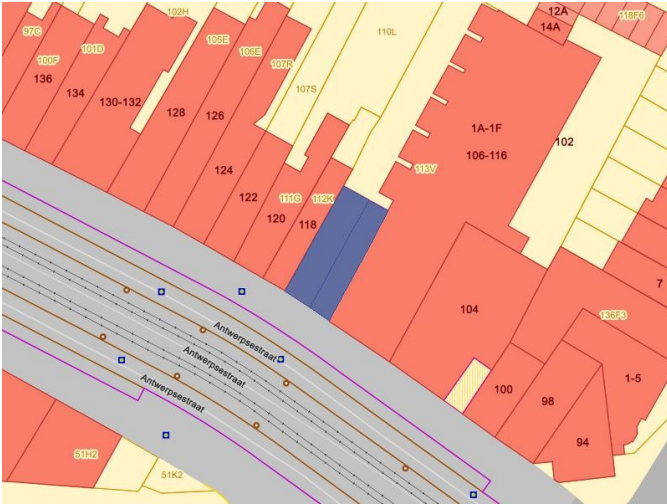 102H
12A
118F6
14A
97C
105E
110L
101D
106E
100F
107R
136
134
130-132
107S
128
126
1A-1F
102
106-116
113V
124
122
111G
112K
120
118
7
104
136F3
Antwerpsestraat
Antwerpsestraat
Antwerpsestraat
100
98
1-5
94
51H2
51K2